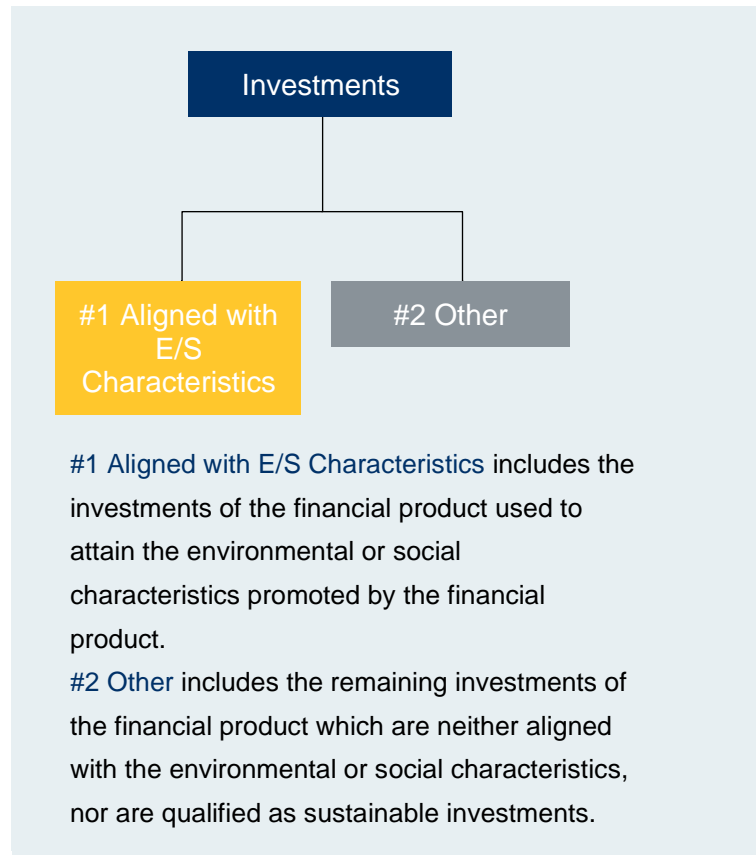 Investments
#1 Aligned with
E/S
Characteristics
#2 Other
#1 Aligned with E/S Characteristics includes the
investments of the financial product used to
attain the environmental or social
characteristics promoted by the financial
product.
#2 Other includes the remaining investments of
the financial product which are neither aligned
with the environmental or social characteristics,
nor are qualified as sustainable investments.